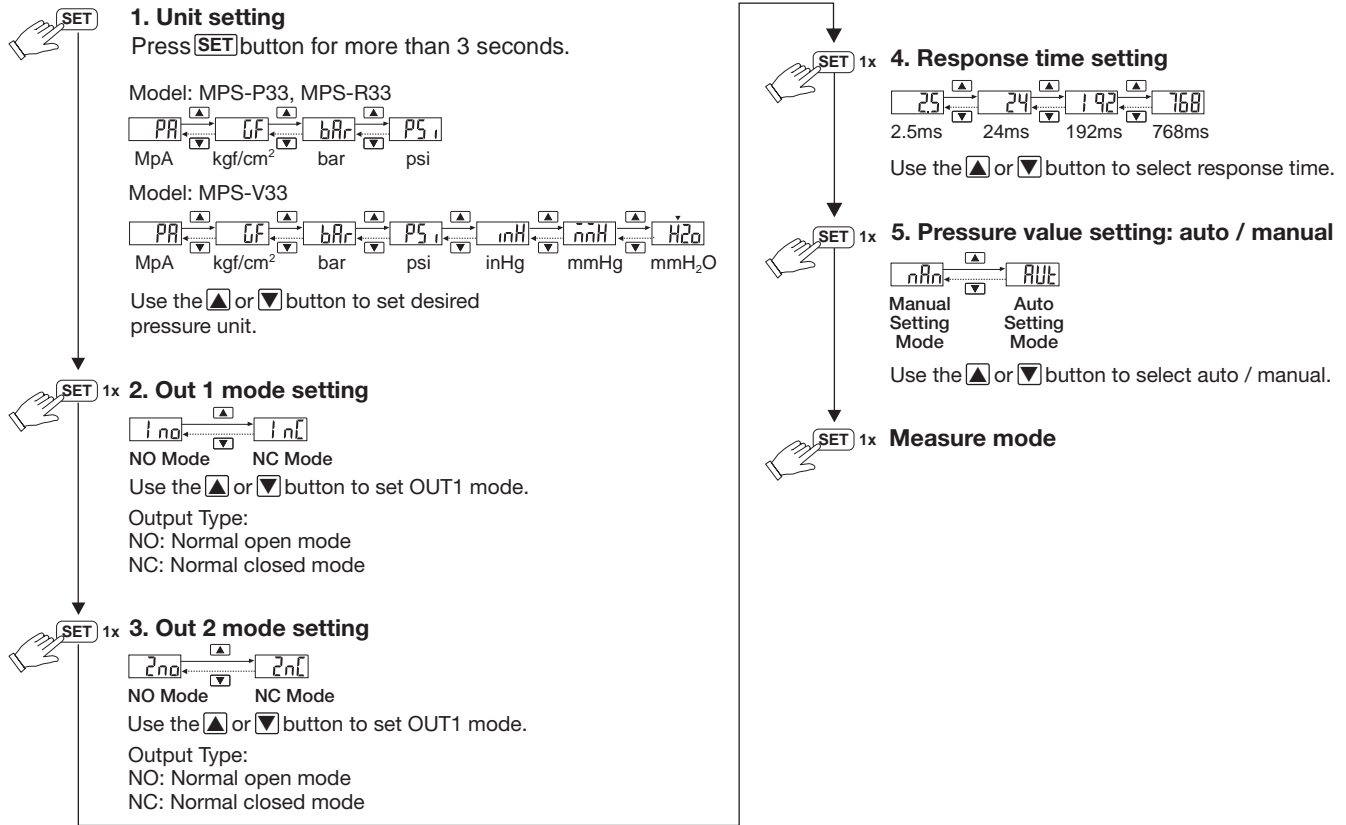 SET
1. Unit setting
Press SET button for more than 3 seconds.
Model: MPS-P33, MPS-R33
▲ ▲ ▲
PA GF bAr PSi
▼ ▼ ▼
MpA kgf/cm² bar psi
Model: MPS-V33
▲ ▲ ▲ ▲ ▲ ▲
PA GF bAr PSi inH mmH H2o
▼ ▼ ▼ ▼ ▼ ▼
MpA kgf/cm² bar psi inHg mmHg mmH₂O
Use the ▲ or ▼ button to set desired
pressure unit.
SET 1x 2. Out 1 mode setting
▲
1no 1nC
▼
NO Mode NC Mode
Use the ▲ or ▼ button to set OUT1 mode.
Output Type:
NO: Normal open mode
NC: Normal closed mode
SET 1x 3. Out 2 mode setting
▲
2no 2nC
▼
NO Mode NC Mode
Use the ▲ or ▼ button to set OUT1 mode.
Output Type:
NO: Normal open mode
NC: Normal closed mode
SET 1x 4. Response time setting
▲ ▲ ▲
2.5 24 192 768
▼ ▼ ▼
2.5ms 24ms 192ms 768ms
Use the ▲ or ▼ button to select response time.
SET 1x 5. Pressure value setting: auto / manual
▲
nAn AUt
▼
Manual Auto
Setting Setting
Mode Mode
Use the ▲ or ▼ button to select auto / manual.
SET 1x Measure mode